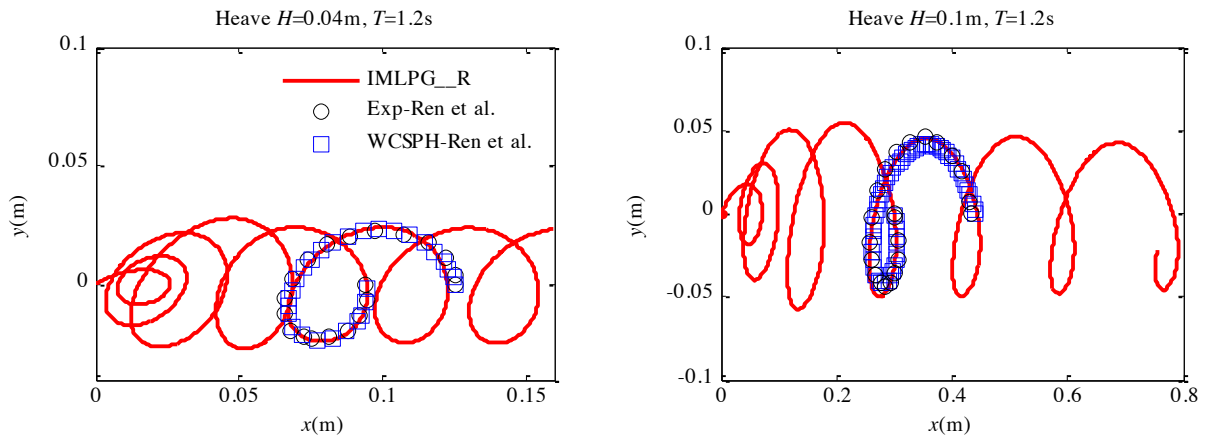 Heave H=0.04m, T=1.2s
0.1
IMLPG__R
Exp-Ren et al.
WCSPH-Ren et al.
0.05
y(m)
0
0
0.05
0.1
0.15
x(m)
Heave H=0.1m, T=1.2s
0.1
0.05
y(m)
0
-0.05
-0.1
0
0.2
0.4
0.6
0.8
x(m)